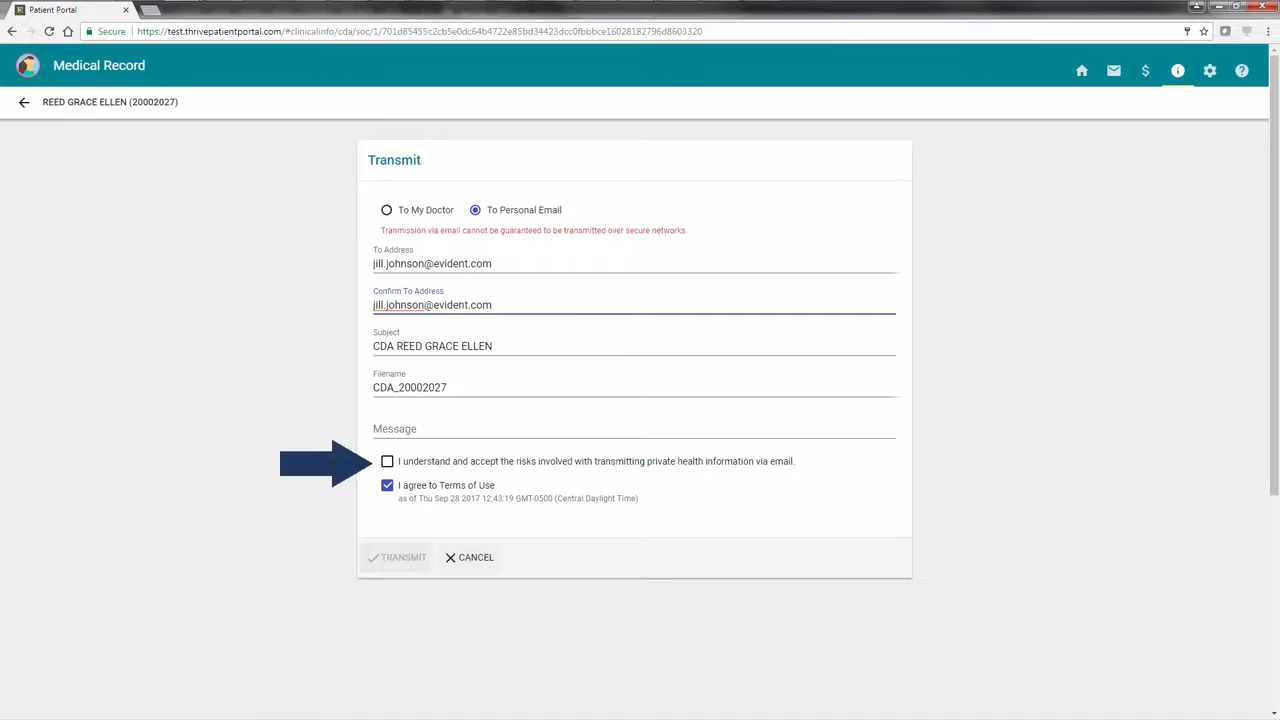 Patient Portal
Secure https://test.thrivepatientportal.com/#clinicalinfo/cda/soc/1/701d85455c2cb5e0dc64b4722e85bd34423dcc0fbbbce16028182796d8603320
Medical Record
REED GRACE ELLEN (20002027)
Transmit
To My Doctor To Personal Email
Tranmission via email cannot be guaranteed to be transmitted over secure networks.
To Address
jill.johnson@evident.com
Confirm To Address
jill.johnson@evident.com
Subject
CDA REED GRACE ELLEN
Filename
CDA_20002027
Message
I understand and accept the risks involved with transmitting private health information via email.
I agree to Terms of Use
as of Thu Sep 28 2017 12:43:19 GMT-0500 (Central Daylight Time)
TRANSMIT CANCEL